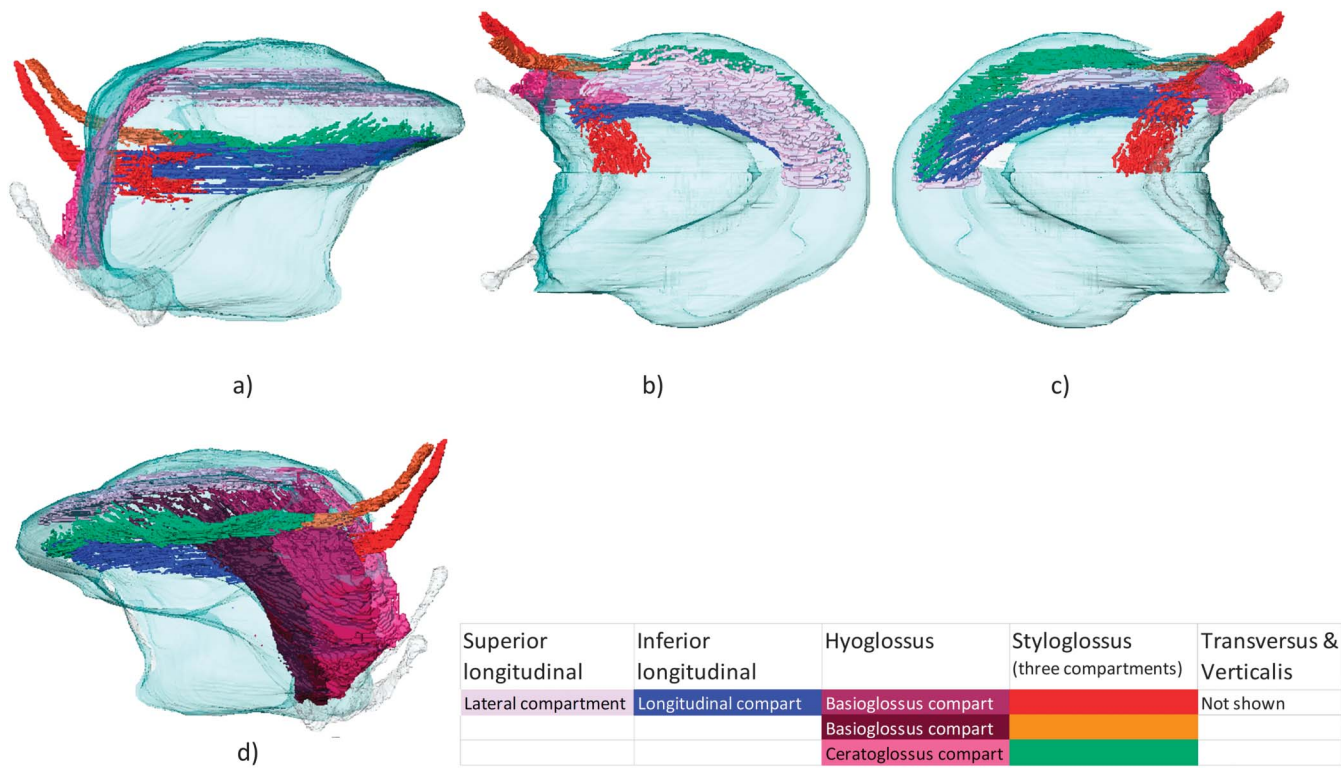 a)
b)
c)
d)
Superior longitudinal
Inferior longitudinal
Hyoglossus
Styloglossus (three compartments)
Transversus & Verticalis
Lateral compartment
Longitudinal compart
Basioglossus compart
Not shown
Basioglossus compart
Ceratoglossus compart